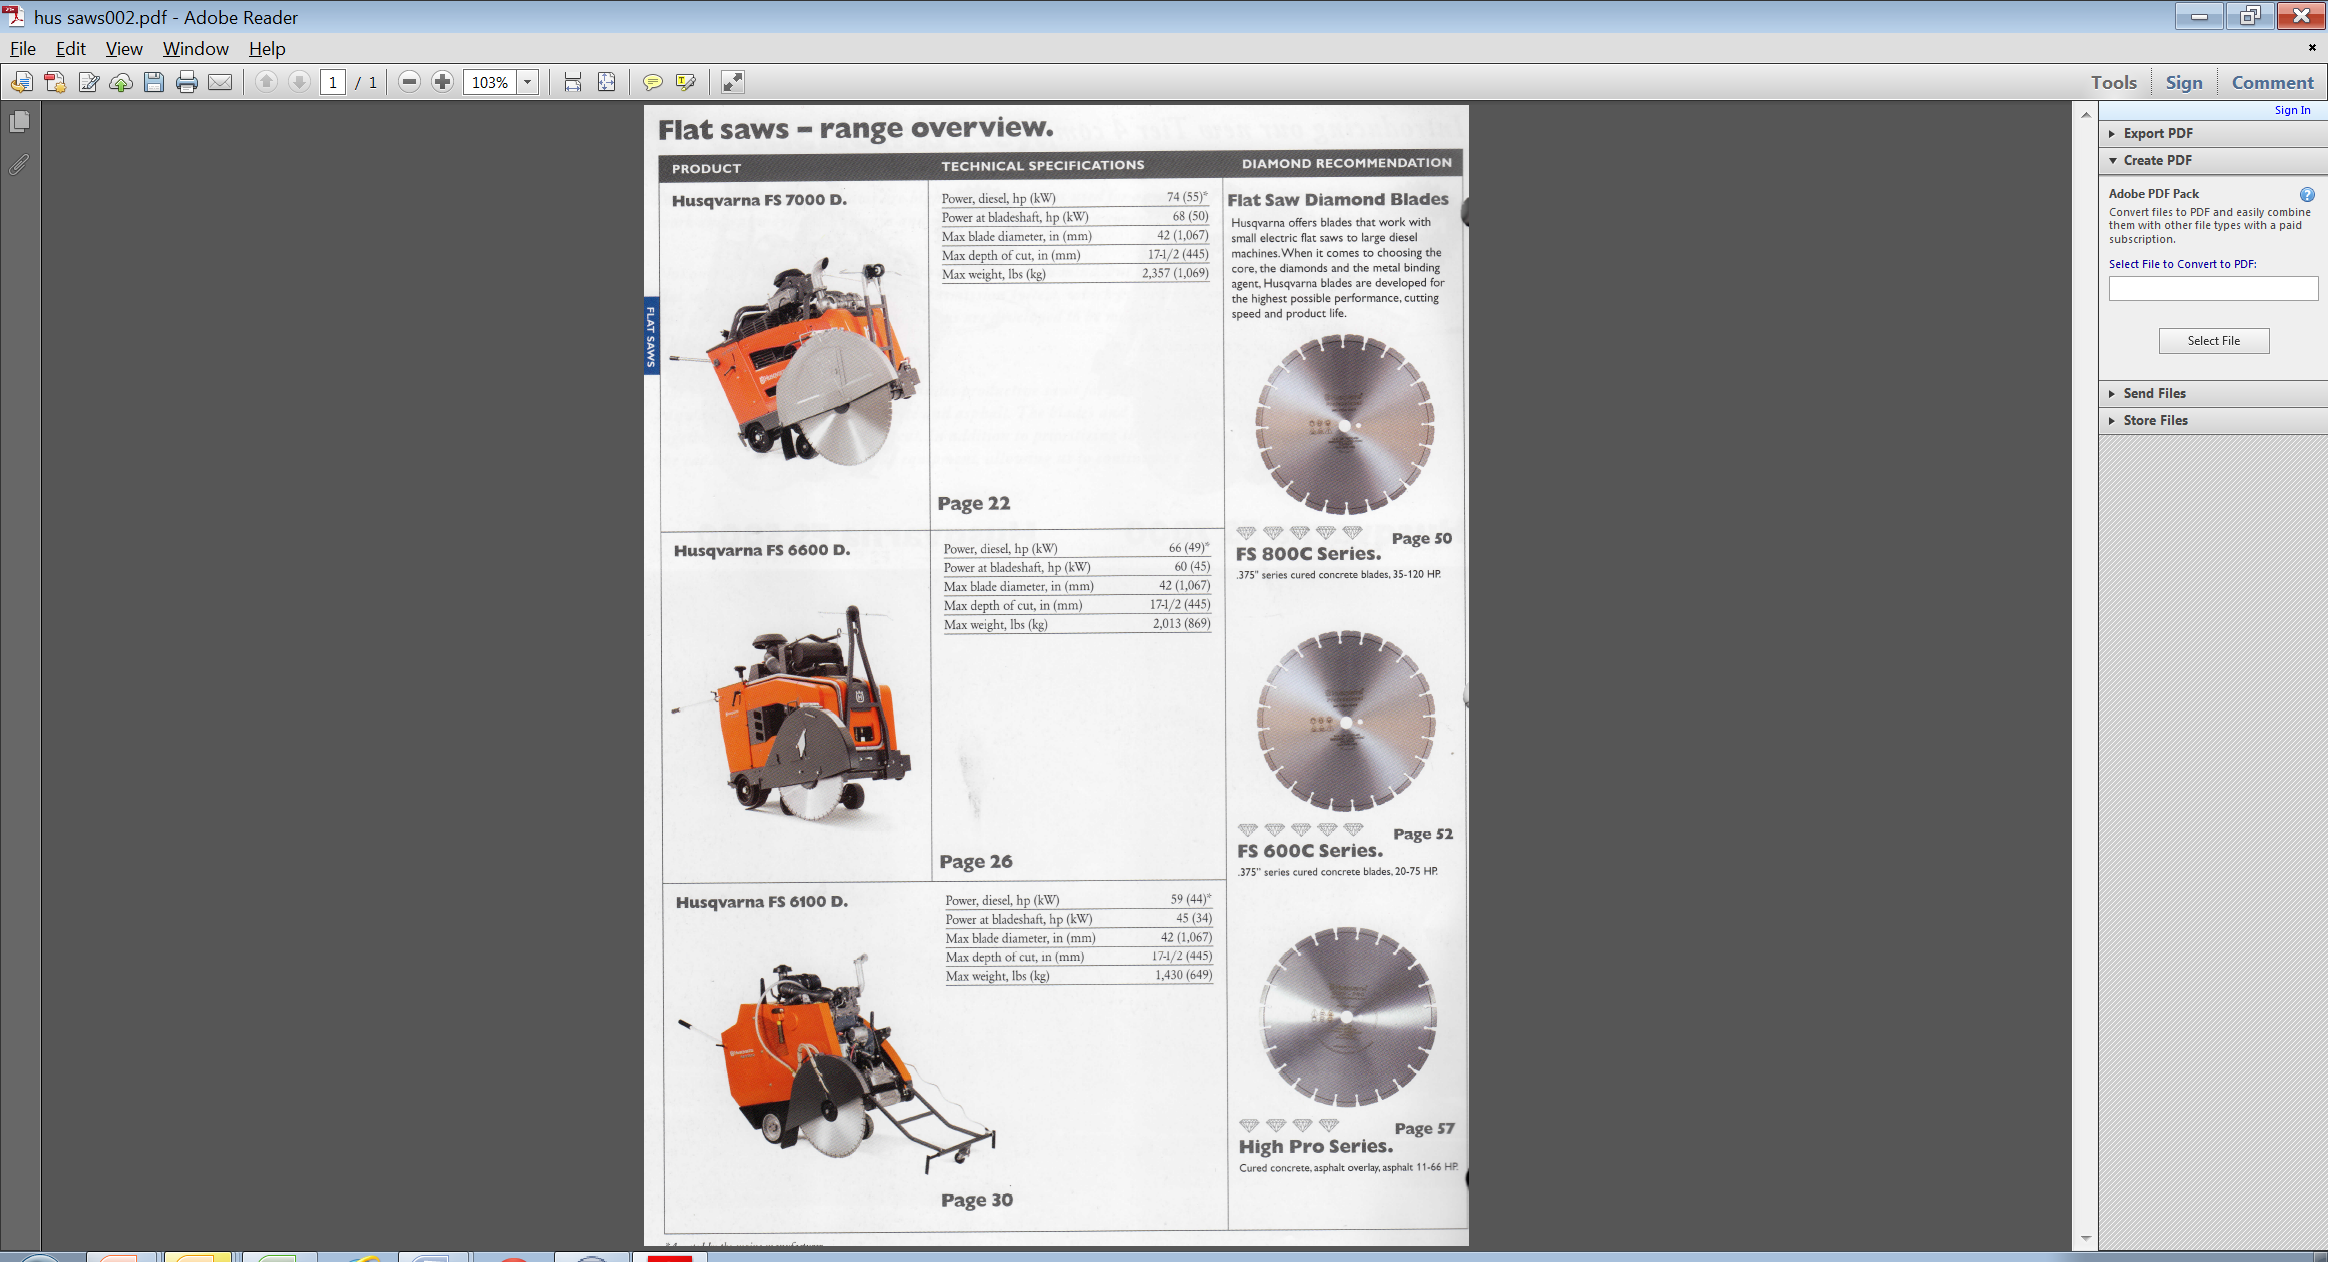 hus saws002.pdf - Adobe Reader
File Edit View Window Help
1 / 1 103% Tools Sign Comment
Sign In
Export PDF
Create PDF
Adobe PDF Pack
Convert files to PDF and easily combine
them with other file types with a paid
subscription.
Select File to Convert to PDF:
Select File
Send Files
Store Files
Flat saws – range overview.
PRODUCT TECHNICAL SPECIFICATIONS DIAMOND RECOMMENDATION
FLAT SAWS
Husqvarna FS 7000 D.
Power, diesel, hp (kW) 74 (55)*
Power at bladeshaft, hp (kW) 68 (50)
Max blade diameter, in (mm) 42 (1,067)
Max depth of cut, in (mm) 17-1/2 (445)
Max weight, lbs (kg) 2,357 (1,069)
Page 22
Husqvarna FS 6600 D.
Power, diesel, hp (kW) 66 (49)*
Power at bladeshaft, hp (kW) 60 (45)
Max blade diameter, in (mm) 42 (1,067)
Max depth of cut, in (mm) 17-1/2 (445)
Max weight, lbs (kg) 2,013 (869)
Page 26
Husqvarna FS 6100 D.
Power, diesel, hp (kW) 59 (44)*
Power at bladeshaft, hp (kW) 45 (34)
Max blade diameter, in (mm) 42 (1,067)
Max depth of cut, in (mm) 17-1/2 (445)
Max weight, lbs (kg) 1,430 (649)
Page 30
Flat Saw Diamond Blades
Husqvarna offers blades that work with
small electric flat saws to large diesel
machines. When it comes to choosing the
core, the diamonds and the metal binding
agent, Husqvarna blades are developed for
the highest possible performance, cutting
speed and product life.
Page 50
FS 800C Series.
.375" series cured concrete blades, 35-120 HP.
Page 52
FS 600C Series.
.375" series cured concrete blades, 20-75 HP.
Page 57
High Pro Series.
Cured concrete, asphalt overlay, asphalt 11-66 HP.